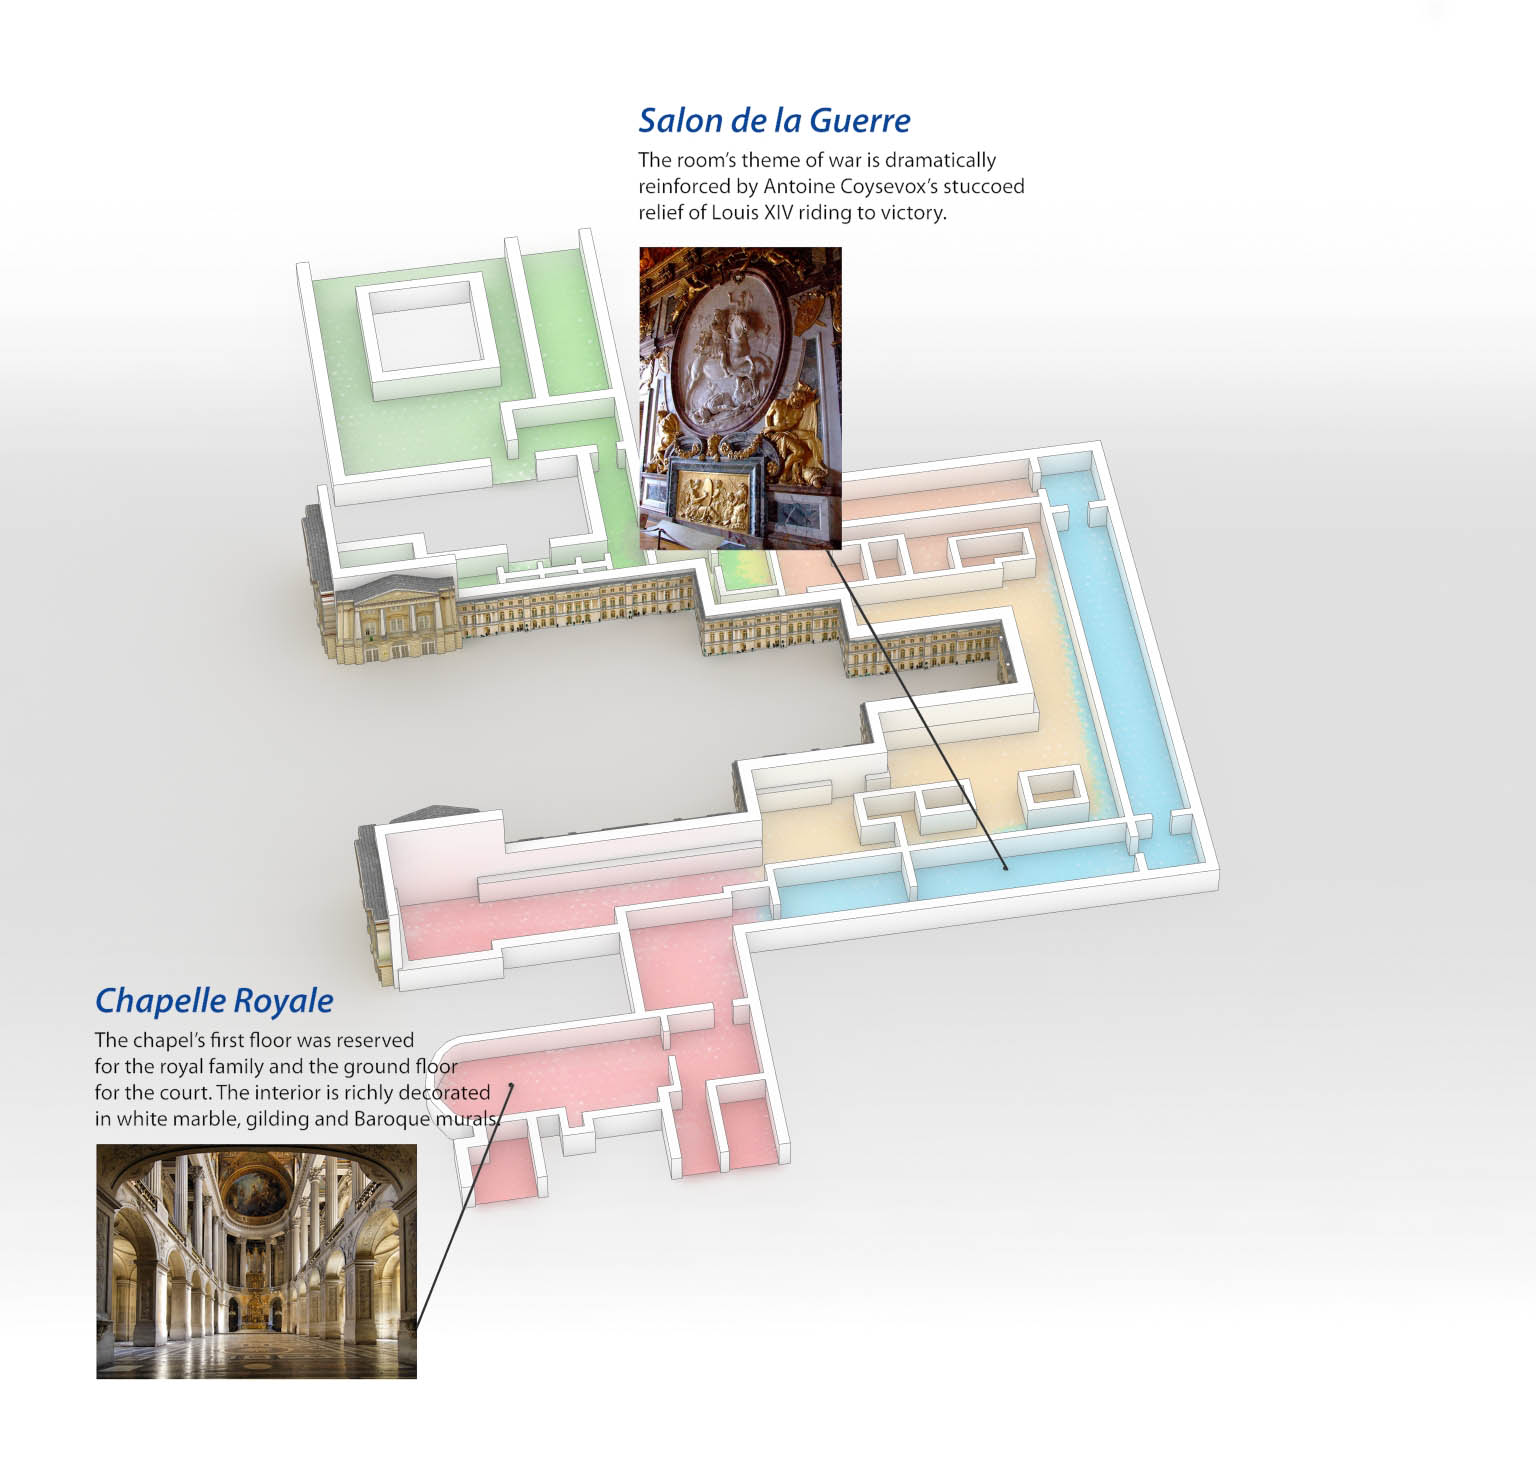 Salon de la Guerre
The room’s theme of war is dramatically
reinforced by Antoine Coysevox’s stuccoed
relief of Louis XIV riding to victory.
Chapelle Royale
The chapel’s first floor was reserved
for the royal family and the ground floor
for the court. The interior is richly decorated
in white marble, gilding and Baroque murals.